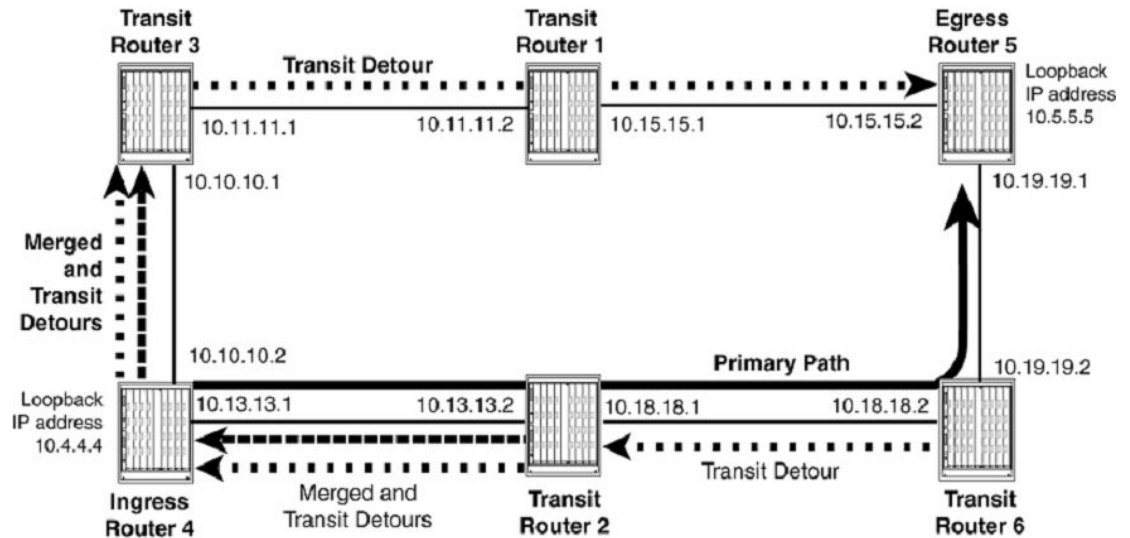 Transit
Router 3
Transit
Router 1
Egress
Router 5
Transit Detour
Loopback
IP address
10.5.5.5
10.11.11.1
10.11.11.2
10.15.15.1
10.15.15.2
10.10.10.1
10.19.19.1
Merged
and
Transit
Detours
10.10.10.2
Primary Path
10.19.19.2
Loopback
IP address
10.4.4.4
10.13.13.1
10.13.13.2
10.18.18.1
10.18.18.2
Transit Detour
Merged and
Transit Detours
Ingress
Router 4
Transit
Router 2
Transit
Router 6